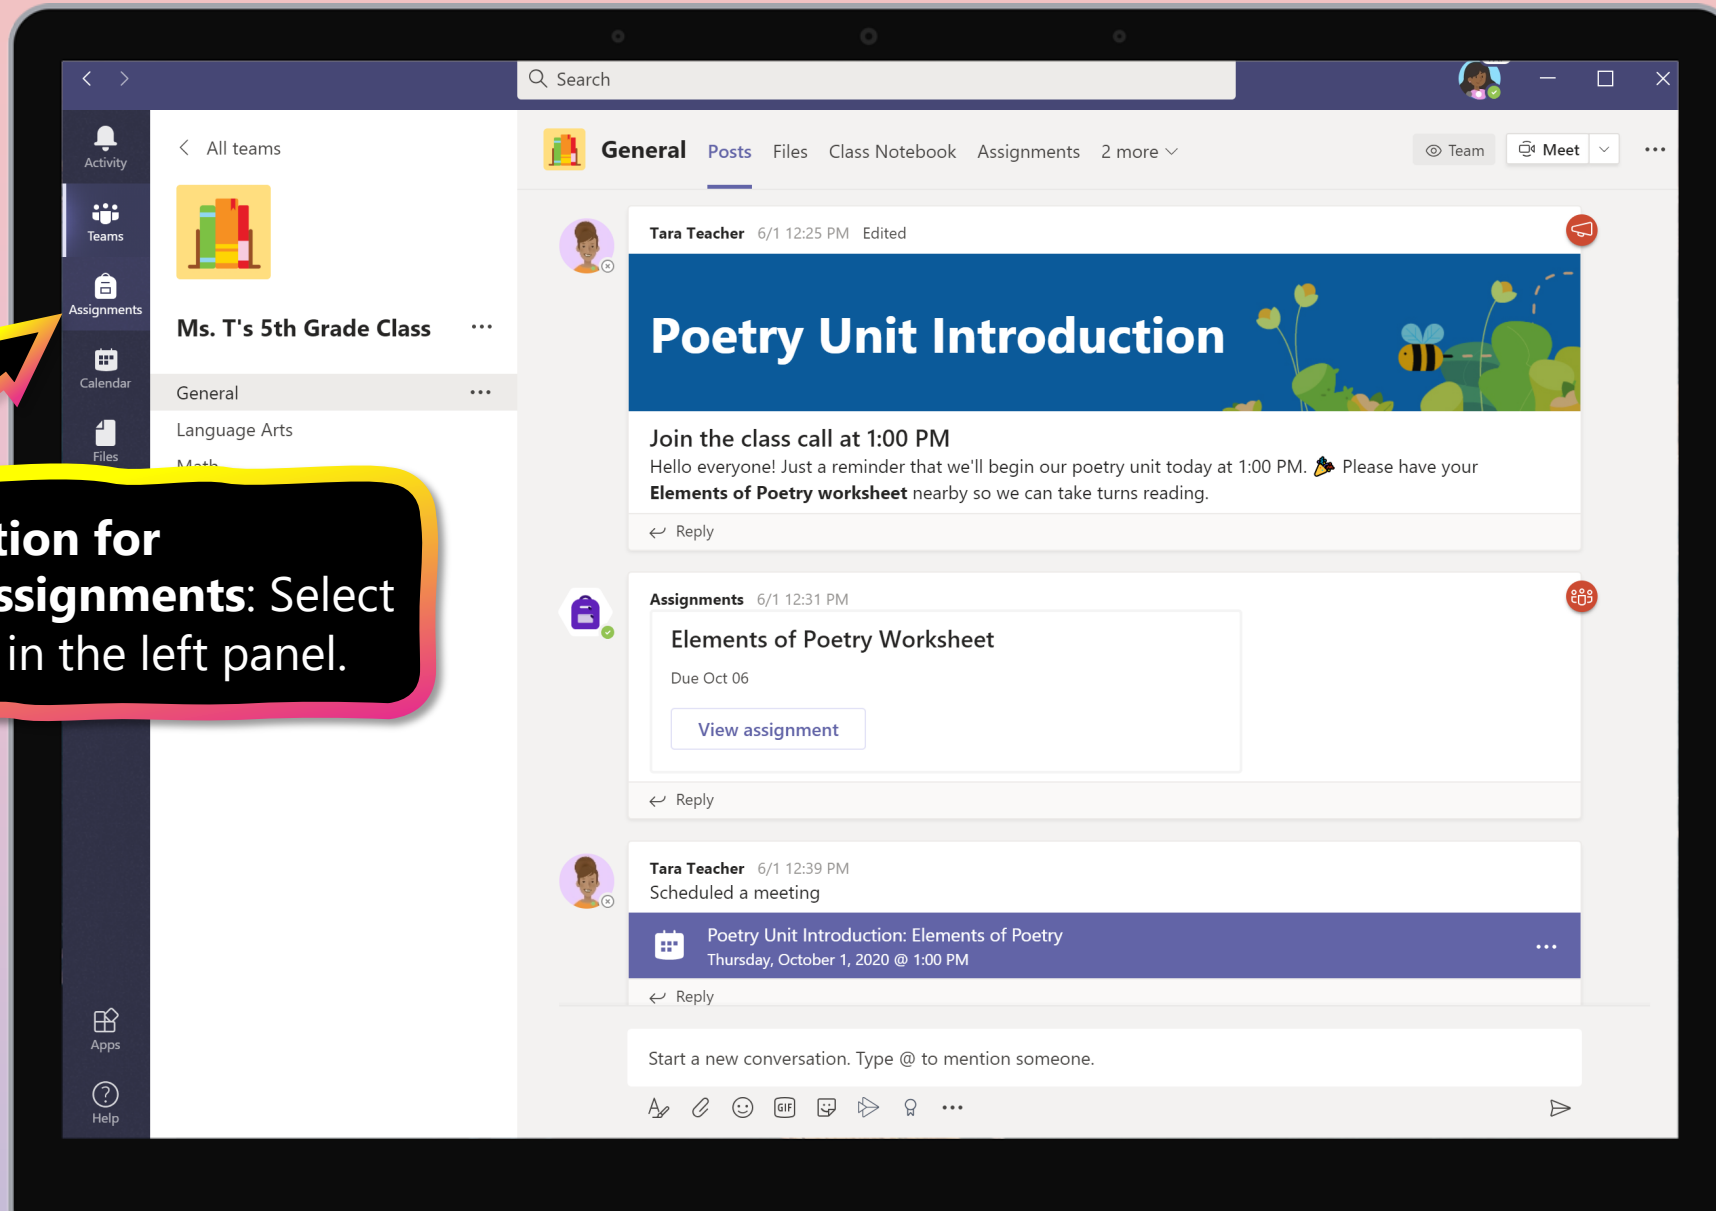 Search
Activity
Teams
Assignments
Calendar
Files
Apps
Help
All teams
Ms. T's 5th Grade Class
General
Language Arts
Math
tion for
ssignments: Select
in the left panel.
General Posts Files Class Notebook Assignments 2 more
Team Meet
Tara Teacher 6/1 12:25 PM Edited
Poetry Unit Introduction
Join the class call at 1:00 PM
Hello everyone! Just a reminder that we'll begin our poetry unit today at 1:00 PM. 🎉 Please have your
Elements of Poetry worksheet nearby so we can take turns reading.
Reply
Assignments 6/1 12:31 PM
Elements of Poetry Worksheet
Due Oct 06
View assignment
Reply
Tara Teacher 6/1 12:39 PM
Scheduled a meeting
Poetry Unit Introduction: Elements of Poetry
Thursday, October 1, 2020 @ 1:00 PM
Reply
Start a new conversation. Type @ to mention someone.
GIF